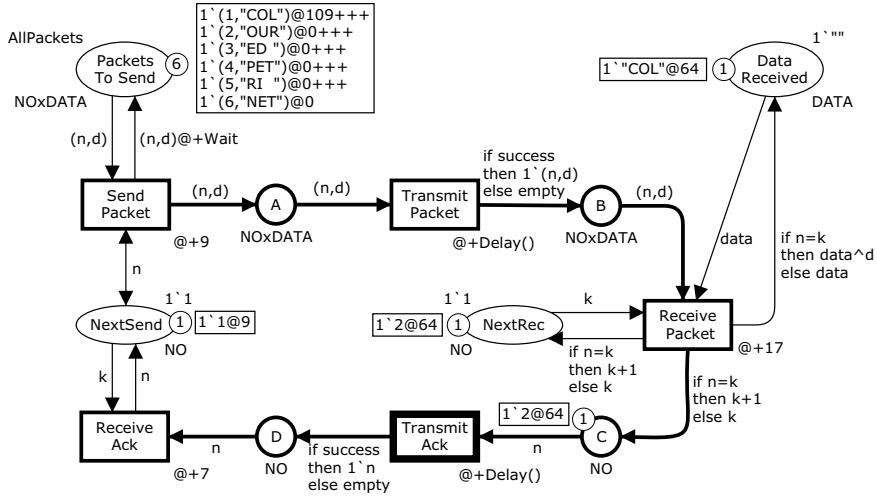 AllPackets
Packets
To Send
6
1`(1,"COL")@109+++
1`(2,"OUR")@0+++
1`(3,"ED ")@0+++
1`(4,"PET")@0+++
1`(5,"RI  ")@0+++
1`(6,"NET")@0
NOxDATA
1`""
1`"COL"@64
1
Data
Received
DATA
(n,d)
(n,d)@+Wait
Send
Packet
@+9
(n,d)
A
NOxDATA
(n,d)
Transmit
Packet
@+Delay()
if success
then 1`(n,d)
else empty
B
NOxDATA
(n,d)
data
if n=k
then data^d
else data
n
1`1
NextSend
1
1`1@9
NO
1`1
1`2@64
1
NextRec
NO
k
if n=k
then k+1
else k
Receive
Packet
@+17
if n=k
then k+1
else k
k
n
Receive
Ack
@+7
n
D
NO
if success
then 1`n
else empty
Transmit
Ack
@+Delay()
n
1`2@64
1
C
NO